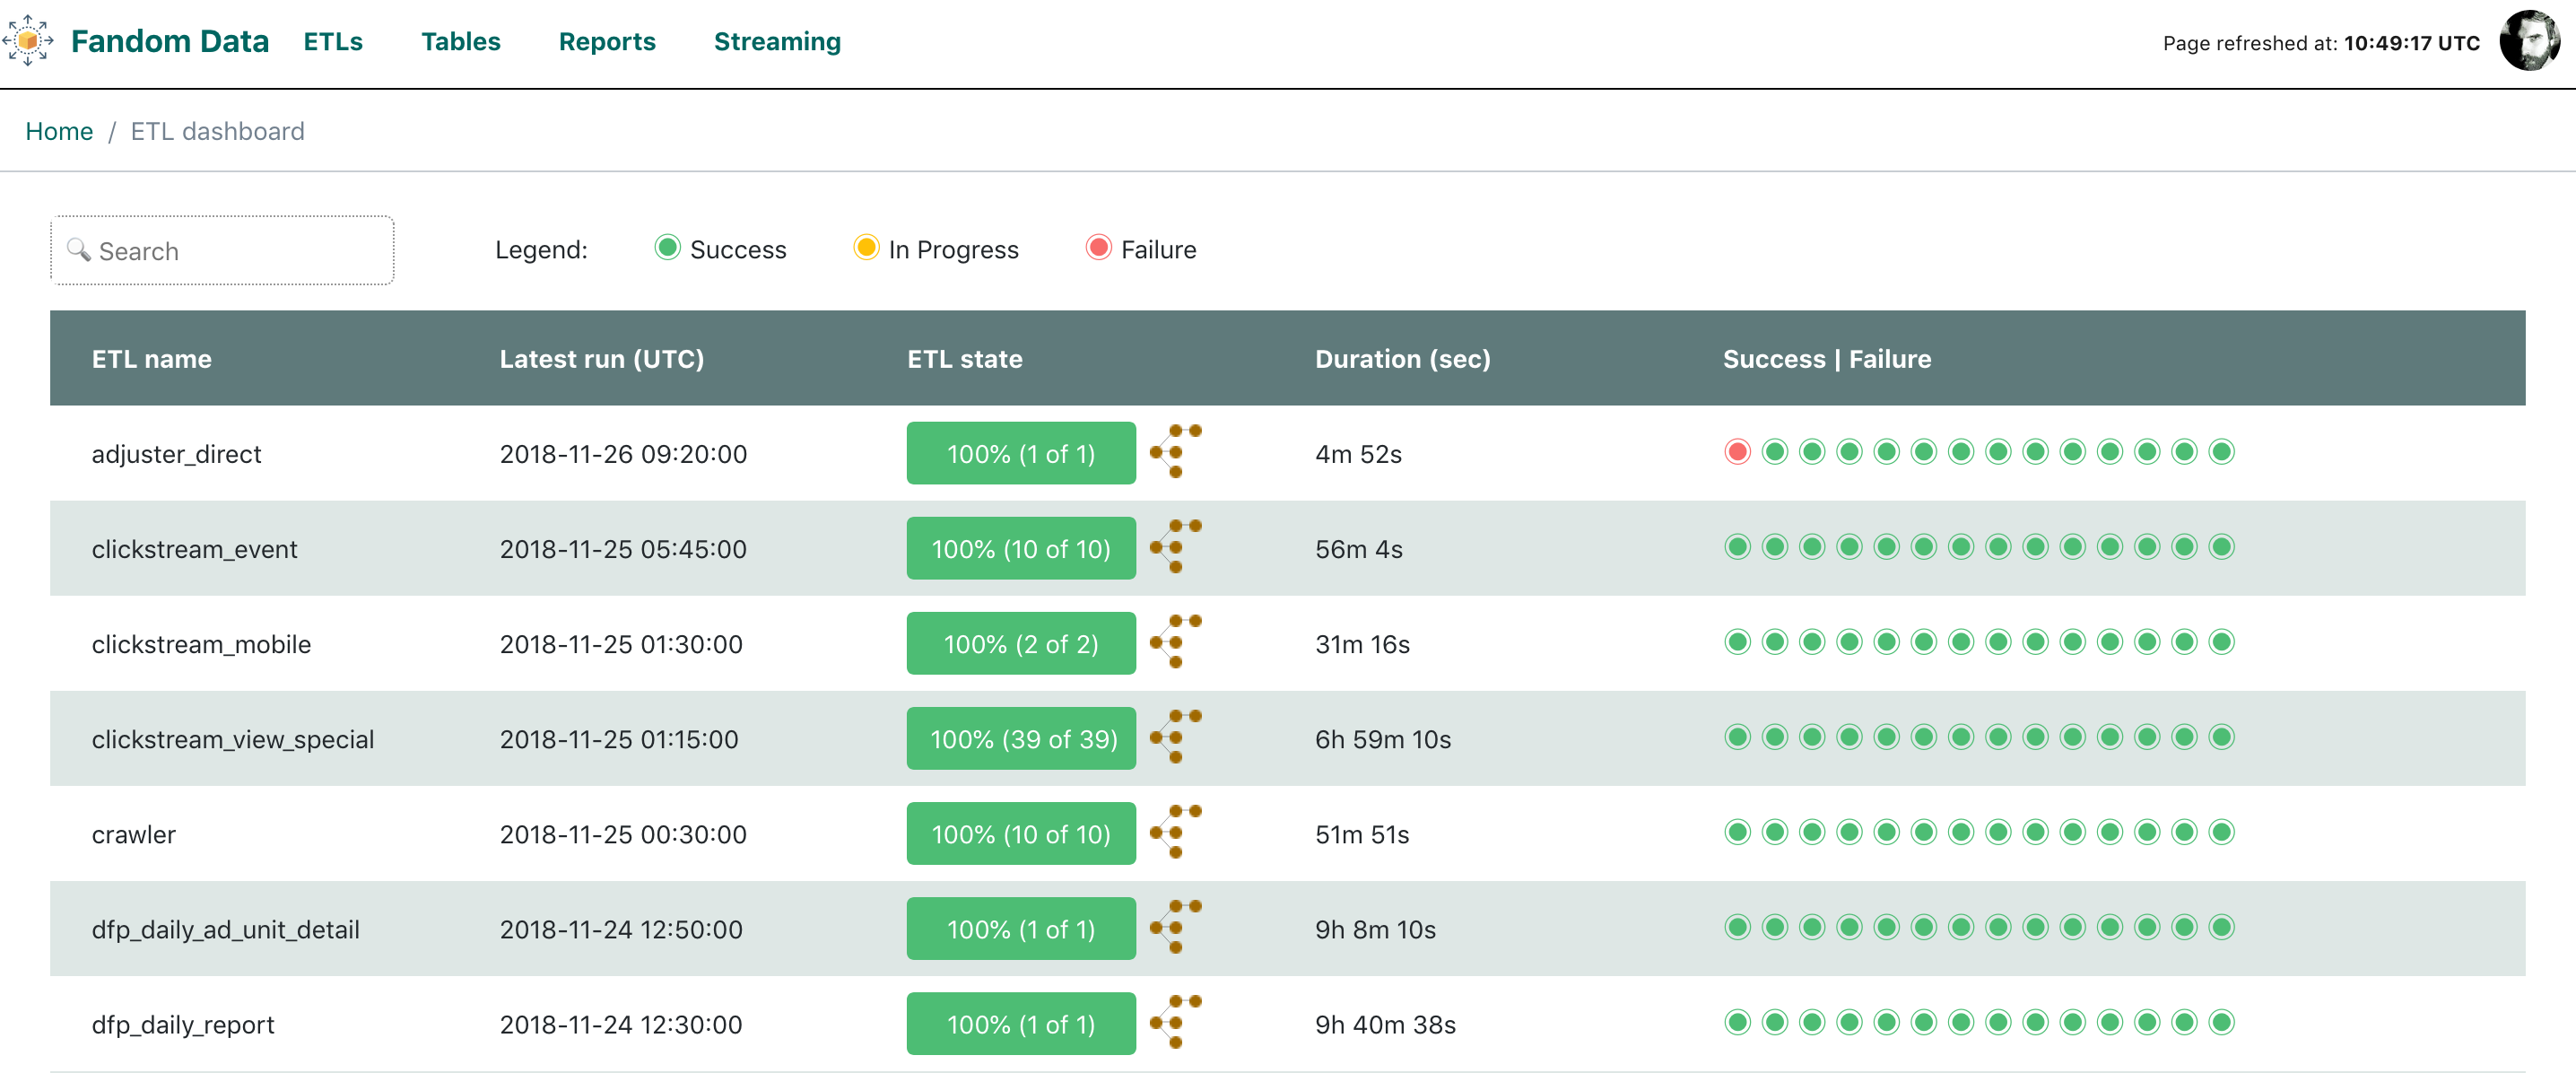 Fandom Data ETLs Tables Reports Streaming Page refreshed at: 10:49:17 UTC
Home / ETL dashboard
Search Legend: Success In Progress Failure
ETL name Latest run (UTC) ETL state Duration (sec) Success | Failure
adjuster_direct 2018-11-26 09:20:00 100% (1 of 1) 4m 52s
clickstream_event 2018-11-25 05:45:00 100% (10 of 10) 56m 4s
clickstream_mobile 2018-11-25 01:30:00 100% (2 of 2) 31m 16s
clickstream_view_special 2018-11-25 01:15:00 100% (39 of 39) 6h 59m 10s
crawler 2018-11-25 00:30:00 100% (10 of 10) 51m 51s
dfp_daily_ad_unit_detail 2018-11-24 12:50:00 100% (1 of 1) 9h 8m 10s
dfp_daily_report 2018-11-24 12:30:00 100% (1 of 1) 9h 40m 38s